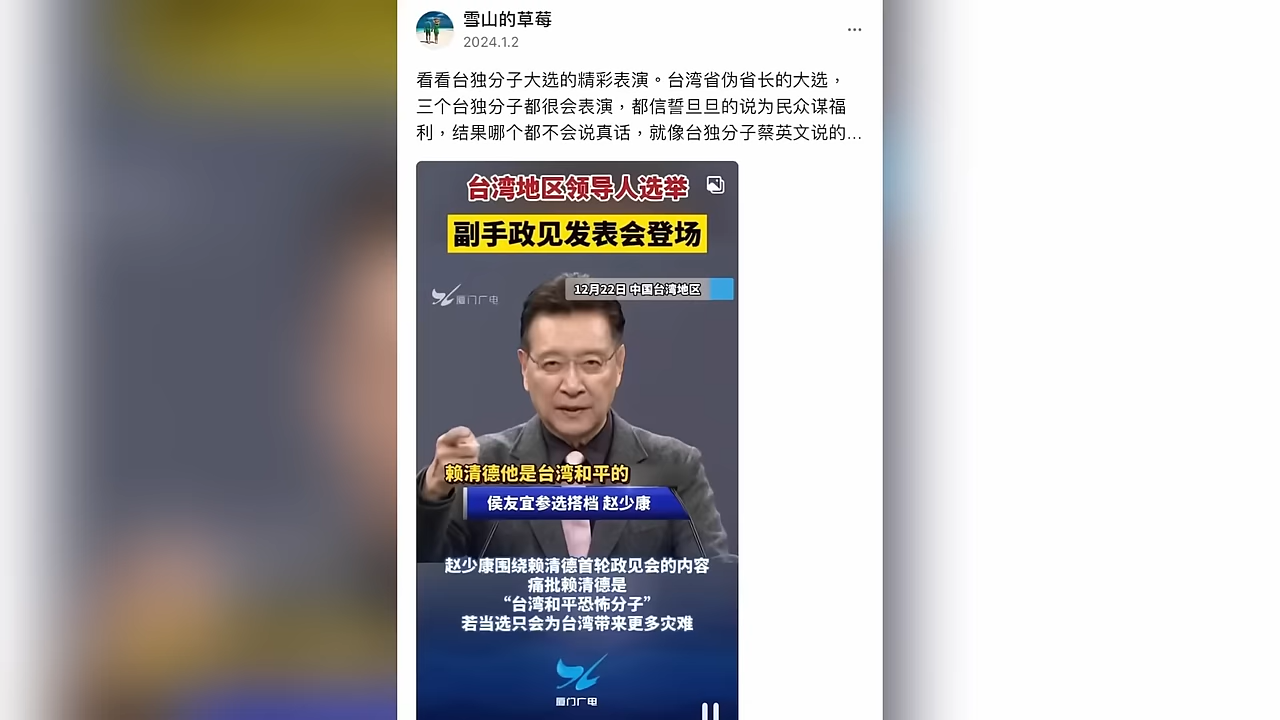 雪山的草莓
2024.1.2
看看台独分子大选的精彩表演。台湾省伪省长的大选，
三个台独分子都很会表演，都信誓旦旦的说为民众谋福
利，结果哪个都不会说真话，就像台独分子蔡英文说的...
台湾地区领导人选举
副手政见发表会登场
12月22日 中国台湾地区
厦门广电
赖清德他是台湾和平的
侯友宜参选搭档 赵少康
赵少康围绕赖清德首轮政见会的内容
痛批赖清德是
“台湾和平恐怖分子”
若当选只会为台湾带来更多灾难
厦门广电